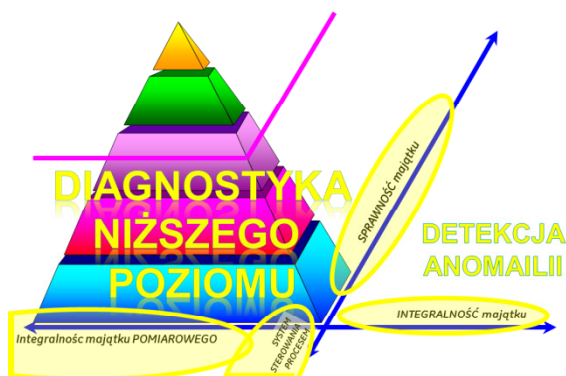 DIAGNOSTYKA
NIŻSZEGO
POZIOMU
SPRAWNOŚĆ majątku
DETEKCJA
ANOMAILII
INTEGRALNOŚĆ majątku
Integralnośc majątku POMIAROWEGO
SYSTEM
STEROWANIA
PROCESEM